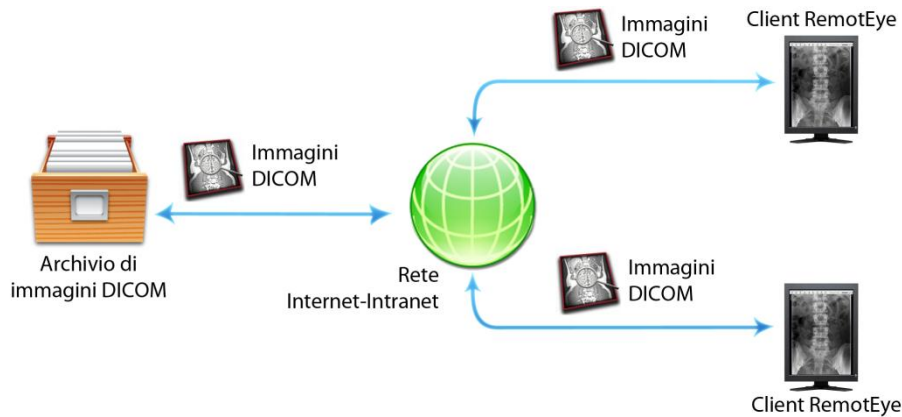 Immagini
DICOM
Client RemotEye
Immagini
DICOM
Archivio di
immagini DICOM
Rete
Internet-Intranet
Immagini
DICOM
Client RemotEye